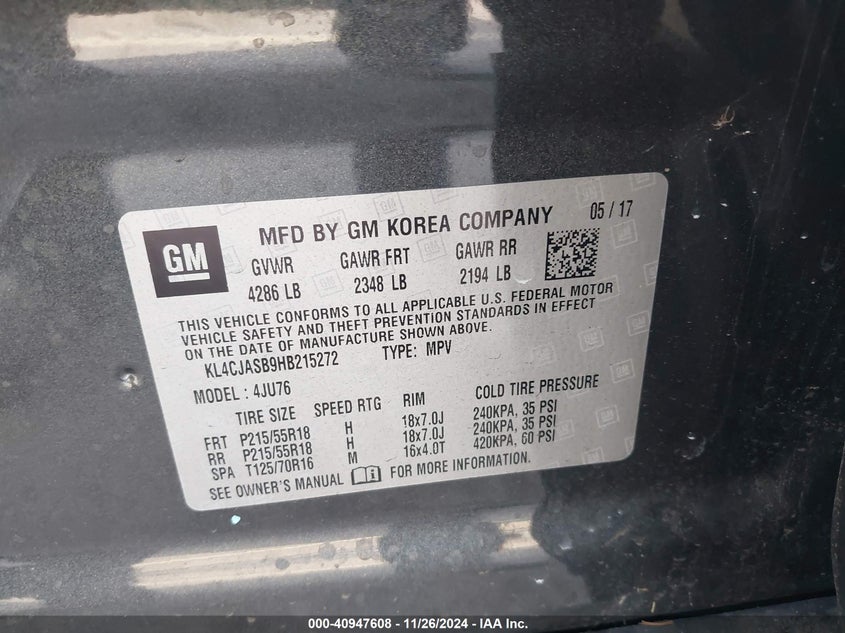 GM
MFD BY GM KOREA COMPANY 05 / 17
GVWR GAWR FRT GAWR RR
4286 LB 2348 LB 2194 LB
THIS VEHICLE CONFORMS TO ALL APPLICABLE U.S. FEDERAL MOTOR
VEHICLE SAFETY AND THEFT PREVENTION STANDARDS IN EFFECT
ON THE DATE OF MANUFACTURE SHOWN ABOVE.
KL4CJASB9HB215272 TYPE: MPV
MODEL : 4JU76
TIRE SIZE SPEED RTG RIM COLD TIRE PRESSURE
FRT P215/55R18 H 18x7.0J 240KPA, 35 PSI
RR P215/55R18 H 18x7.0J 240KPA, 35 PSI
SPA T125/70R16 M 16x4.0T 420KPA, 60 PSI
SEE OWNER'S MANUAL FOR MORE INFORMATION.
000-40947608 - 11/26/2024 - IAA Inc.